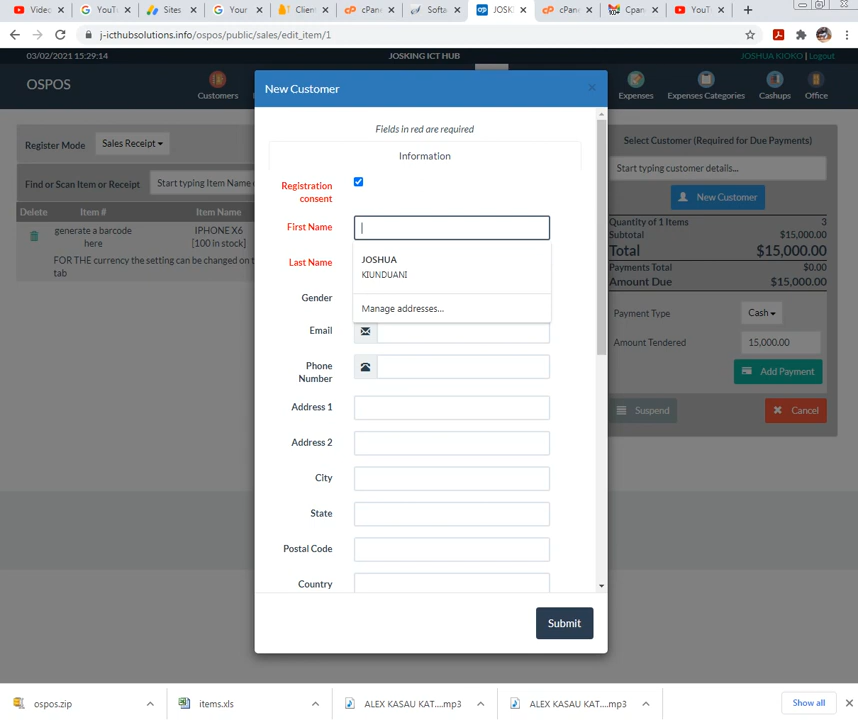 Videc
YouT
Sites
Your
Client
cPane
Softa
JOSKI
cPane
Cpan
YouT
j-icthubsolutions.info/ospos/public/sales/edit_item/1
03/02/2021 15:29:14
JOSKING ICT HUB
JOSHUA KIOKO | Logout
OSPOS
Customers
Expenses
Expenses Categories
Cashups
Office
Register Mode
Sales Receipt
Find or Scan Item or Receipt
Start typing Item Name
Delete
Item #
Item Name
generate a barcode
here
IPHONE X6
[100 in stock]
FOR THE currency the setting can be changed on
tab
New Customer
×
Fields in red are required
Information
Registration
consent
First Name
JOSHUA
KIUNDUANI
Manage addresses...
Last Name
Gender
Email
Phone
Number
Address 1
Address 2
City
State
Postal Code
Country
Submit
Select Customer (Required for Due Payments)
Start typing customer details...
New Customer
Quantity of 1 Items
3
Subtotal
$15,000.00
Total
$15,000.00
Payments Total
$0.00
Amount Due
$15,000.00
Payment Type
Cash
Amount Tendered
15,000.00
Add Payment
Suspend
Cancel
ospos.zip
items.xls
ALEX KASAU KAT....mp3
ALEX KASAU KAT....mp3
Show all